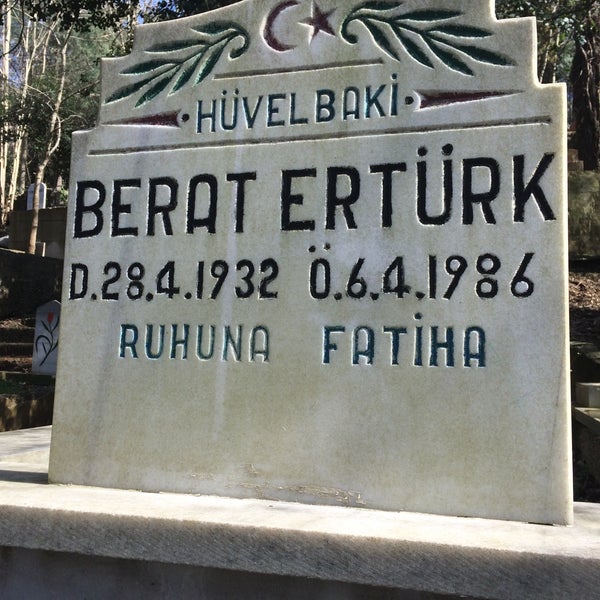 HÜVELBAKİ
BERAT ERTÜRK
D.28.4.1932 Ö.6.4.1986
RUHUNA FATİHA